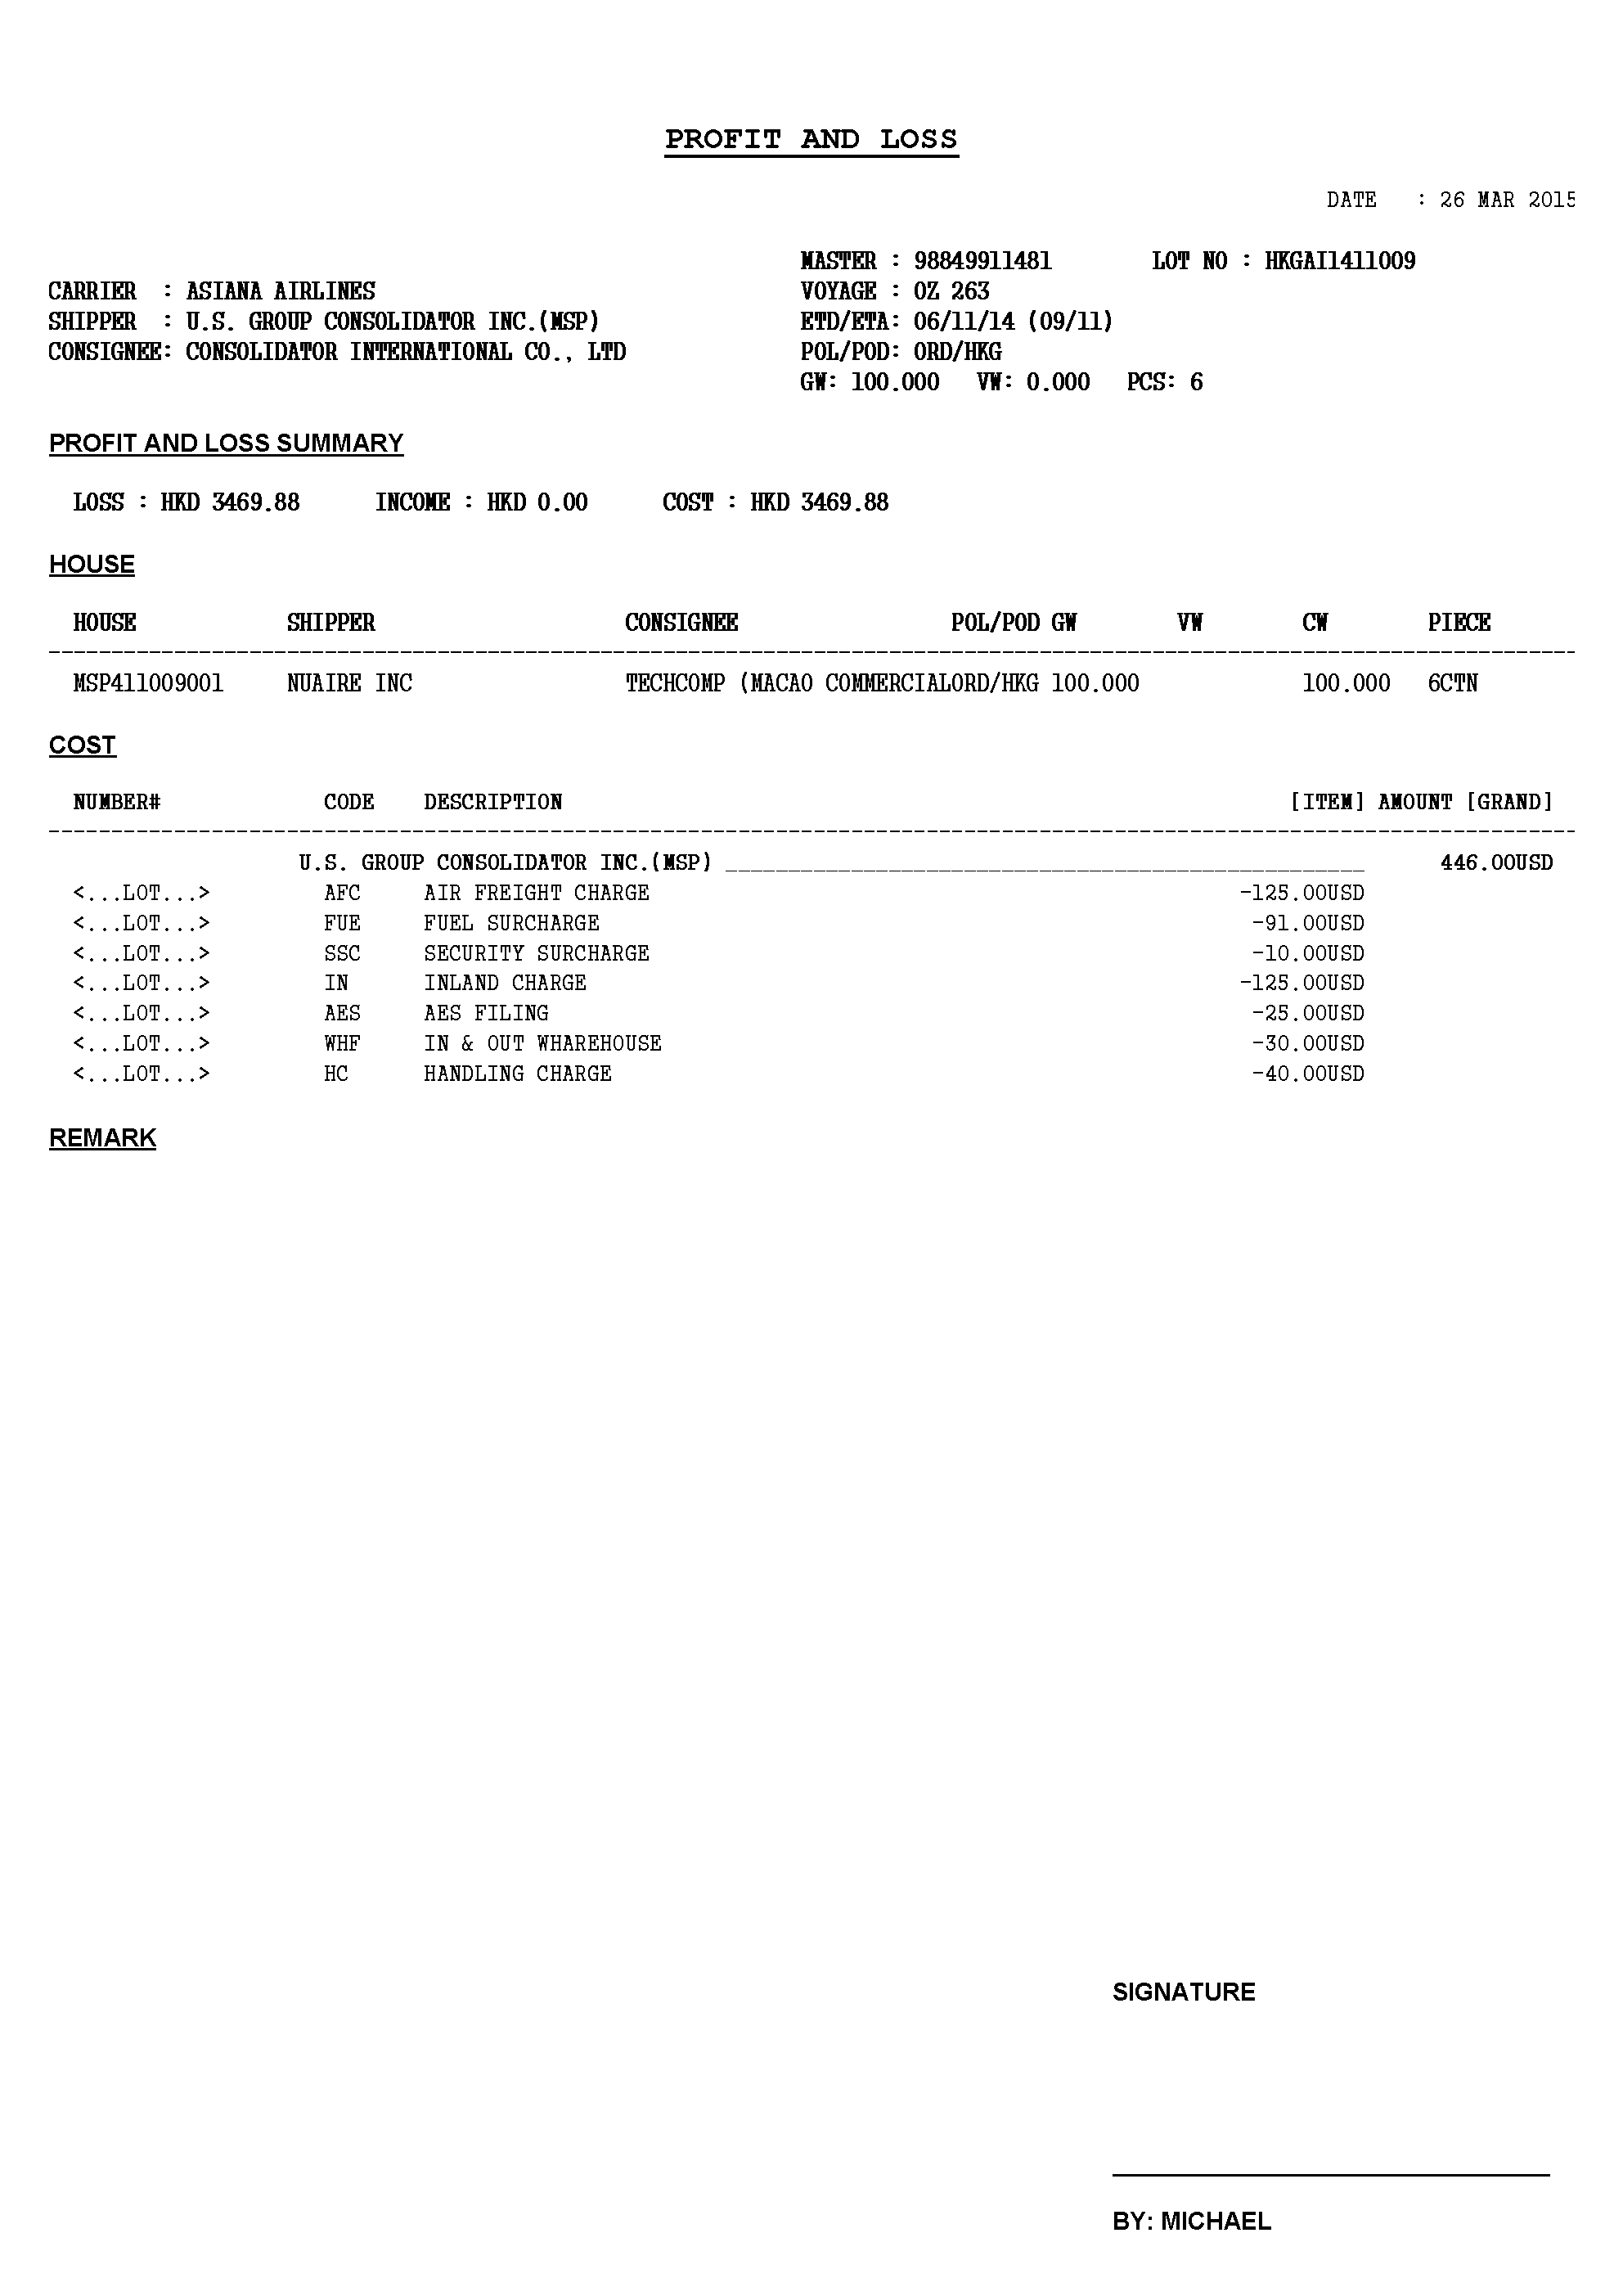 PROFIT AND LOSS
DATE : 26 MAR 2015
MASTER : 98849911481 LOT NO : HKGAI1411009
CARRIER : ASIANA AIRLINES VOYAGE : OZ 263
SHIPPER : U.S. GROUP CONSOLIDATOR INC.(MSP) ETD/ETA: 06/11/14 (09/11)
CONSIGNEE: CONSOLIDATOR INTERNATIONAL CO., LTD POL/POD: ORD/HKG
GW: 100.000 VW: 0.000 PCS: 6
PROFIT AND LOSS SUMMARY
LOSS : HKD 3469.88 INCOME : HKD 0.00 COST : HKD 3469.88
HOUSE
HOUSE SHIPPER CONSIGNEE POL/POD GW VW CW PIECE
MSP411009001 NUAIRE INC TECHCOMP (MACAO COMMERCIALORD/HKG 100.000 100.000 6CTN
COST
NUMBER# CODE DESCRIPTION [ITEM] AMOUNT [GRAND]
U.S. GROUP CONSOLIDATOR INC.(MSP) 446.00USD
<...LOT...> AFC AIR FREIGHT CHARGE -125.00USD
<...LOT...> FUE FUEL SURCHARGE -91.00USD
<...LOT...> SSC SECURITY SURCHARGE -10.00USD
<...LOT...> IN INLAND CHARGE -125.00USD
<...LOT...> AES AES FILING -25.00USD
<...LOT...> WHF IN & OUT WHAREHOUSE -30.00USD
<...LOT...> HC HANDLING CHARGE -40.00USD
REMARK
SIGNATURE
BY: MICHAEL